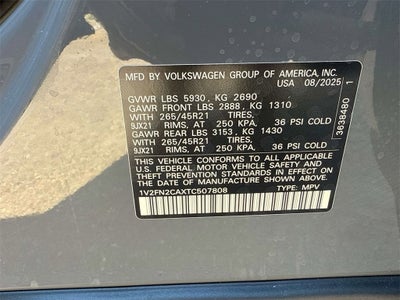 MFD BY VOLKSWAGEN GROUP OF AMERICA, INC.
USA 08/2025
GVWR LBS 5930, KG 2690
GAWR FRONT LBS 2888, KG 1310
WITH 265/45R21 TIRES,
9JX21 RIMS, AT 250 KPA, 36 PSI COLD
GAWR REAR LBS 3153, KG 1430
WITH 265/45R21 TIRES,
9JX21 RIMS, AT 250 KPA, 36 PSI COLD
THIS VEHICLE CONFORMS TO ALL APPLICABLE
U.S. FEDERAL MOTOR VEHICLE SAFETY AND
THEFT PREVENTION STANDARDS IN EFFECT ON
THE DATE OF MANUFACTURE SHOWN ABOVE.
1V2FN2CAXTC507808 TYPE: MPV
3638480 1